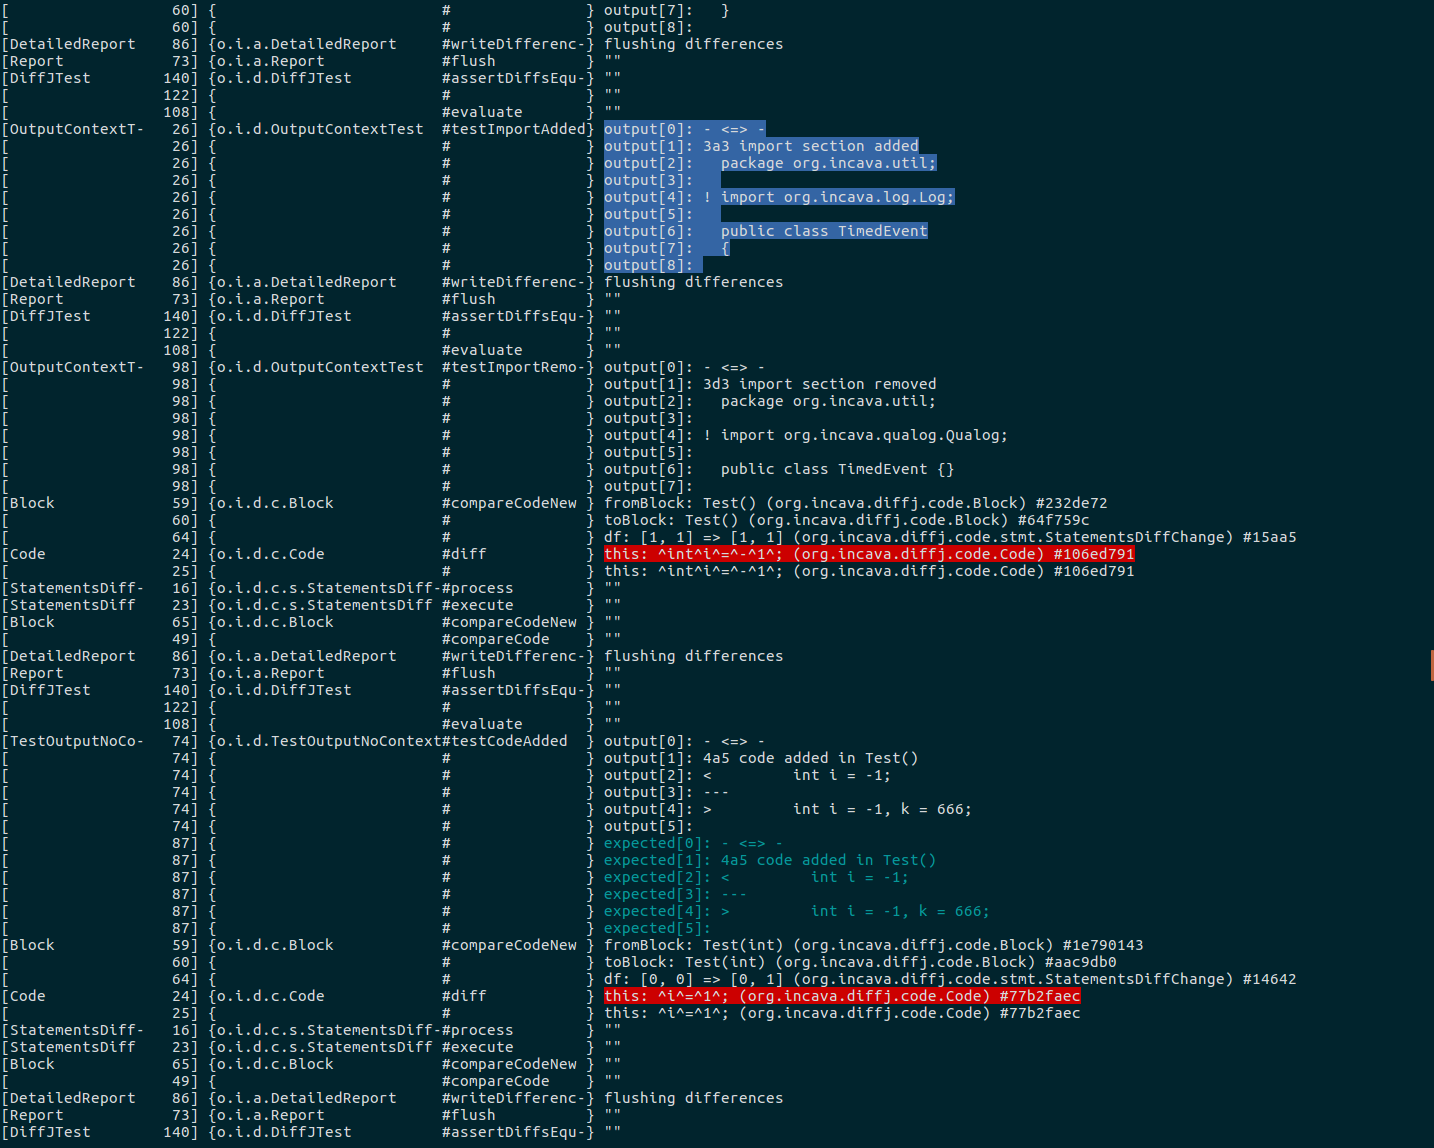 [                  60] {                         #               } output[7]:   }
[                  60] {                         #               } output[8]:
[DetailedReport    86] {o.i.a.DetailedReport     #writeDifferenc-} flushing differences
[Report            73] {o.i.a.Report             #flush          } ""
[DiffJTest        140] {o.i.d.DiffJTest          #assertDiffsEqu-} ""
[                 122] {                         #               } ""
[                 108] {                         #evaluate       } ""
[OutputContextT-   26] {o.i.d.OutputContextTest  #testImportAdded} output[0]: - <=> -
[                  26] {                         #               } output[1]: 3a3 import section added
[                  26] {                         #               } output[2]:   package org.incava.util;
[                  26] {                         #               } output[3]:
[                  26] {                         #               } output[4]: ! import org.incava.log.Log;
[                  26] {                         #               } output[5]:
[                  26] {                         #               } output[6]:   public class TimedEvent
[                  26] {                         #               } output[7]:   {
[                  26] {                         #               } output[8]:
[DetailedReport    86] {o.i.a.DetailedReport     #writeDifferenc-} flushing differences
[Report            73] {o.i.a.Report             #flush          } ""
[DiffJTest        140] {o.i.d.DiffJTest          #assertDiffsEqu-} ""
[                 122] {                         #               } ""
[                 108] {                         #evaluate       } ""
[OutputContextT-   98] {o.i.d.OutputContextTest  #testImportRemo-} output[0]: - <=> -
[                  98] {                         #               } output[1]: 3d3 import section removed
[                  98] {                         #               } output[2]:   package org.incava.util;
[                  98] {                         #               } output[3]:
[                  98] {                         #               } output[4]: ! import org.incava.qualog.Qualog;
[                  98] {                         #               } output[5]:
[                  98] {                         #               } output[6]:   public class TimedEvent {}
[                  98] {                         #               } output[7]:
[Block             59] {o.i.d.c.Block            #compareCodeNew } fromBlock: Test() (org.incava.diffj.code.Block) #232de72
[                  60] {                         #               } toBlock: Test() (org.incava.diffj.code.Block) #64f759c
[                  64] {                         #               } df: [1, 1] => [1, 1] (org.incava.diffj.code.stmt.StatementsDiffChange) #15aa5
[Code              24] {o.i.d.c.Code             #diff           } this: ^int^i^=^-^1^; (org.incava.diffj.code.Code) #106ed791
[                  25] {                         #               } this: ^int^i^=^-^1^; (org.incava.diffj.code.Code) #106ed791
[StatementsDiff-   16] {o.i.d.c.s.StatementsDiff-#process        } ""
[StatementsDiff    23] {o.i.d.c.s.StatementsDiff #execute        } ""
[Block             65] {o.i.d.c.Block            #compareCodeNew } ""
[                  49] {                         #compareCode    } ""
[DetailedReport    86] {o.i.a.DetailedReport     #writeDifferenc-} flushing differences
[Report            73] {o.i.a.Report             #flush          } ""
[DiffJTest        140] {o.i.d.DiffJTest          #assertDiffsEqu-} ""
[                 122] {                         #               } ""
[                 108] {                         #evaluate       } ""
[TestOutputNoCo-   74] {o.i.d.TestOutputNoContext#testCodeAdded  } output[0]: - <=> -
[                  74] {                         #               } output[1]: 4a5 code added in Test()
[                  74] {                         #               } output[2]: <         int i = -1;
[                  74] {                         #               } output[3]: ---
[                  74] {                         #               } output[4]: >         int i = -1, k = 666;
[                  74] {                         #               } output[5]:
[                  87] {                         #               } expected[0]: - <=> -
[                  87] {                         #               } expected[1]: 4a5 code added in Test()
[                  87] {                         #               } expected[2]: <         int i = -1;
[                  87] {                         #               } expected[3]: ---
[                  87] {                         #               } expected[4]: >         int i = -1, k = 666;
[                  87] {                         #               } expected[5]:
[Block             59] {o.i.d.c.Block            #compareCodeNew } fromBlock: Test(int) (org.incava.diffj.code.Block) #1e790143
[                  60] {                         #               } toBlock: Test(int) (org.incava.diffj.code.Block) #aac9db0
[                  64] {                         #               } df: [0, 0] => [0, 1] (org.incava.diffj.code.stmt.StatementsDiffChange) #14642
[Code              24] {o.i.d.c.Code             #diff           } this: ^i^=^1^; (org.incava.diffj.code.Code) #77b2faec
[                  25] {                         #               } this: ^i^=^1^; (org.incava.diffj.code.Code) #77b2faec
[StatementsDiff-   16] {o.i.d.c.s.StatementsDiff-#process        } ""
[StatementsDiff    23] {o.i.d.c.s.StatementsDiff #execute        } ""
[Block             65] {o.i.d.c.Block            #compareCodeNew } ""
[                  49] {                         #compareCode    } ""
[DetailedReport    86] {o.i.a.DetailedReport     #writeDifferenc-} flushing differences
[Report            73] {o.i.a.Report             #flush          } ""
[DiffJTest        140] {o.i.d.DiffJTest          #assertDiffsEqu-} ""